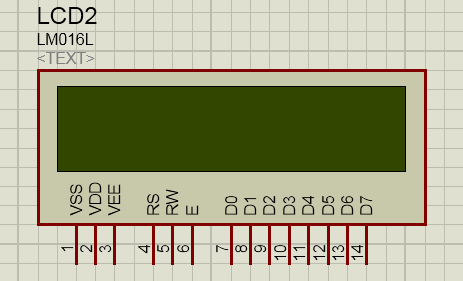 LCD2
LM016L
<TEXT>
VSS VDD VEE RS RW E D0 D1 D2 D3 D4 D5 D6 D7
1 2 3 4 5 6 7 8 9 10 11 12 13 14